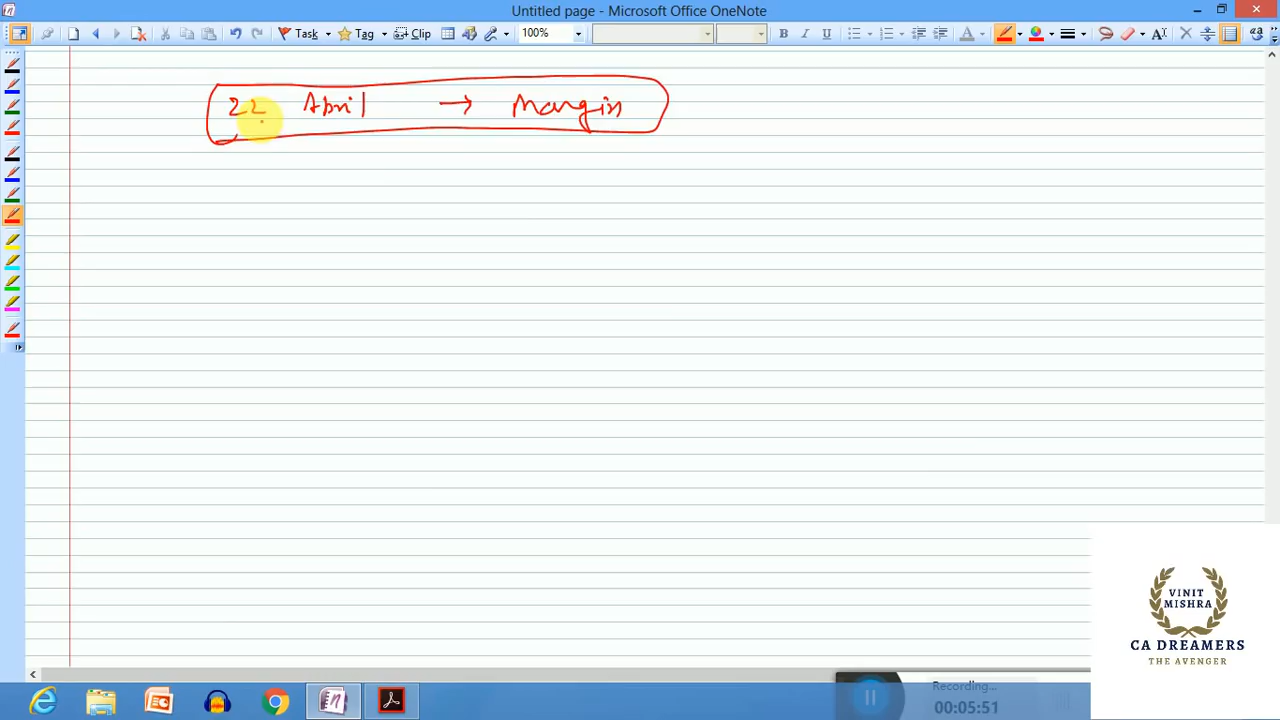 Untitled page - Microsoft Office OneNote
Task Tag Clip 100% B I U
22 April → Margin
VINIT
MISHRA
CA DREAMERS
THE AVENGER
Recording...
00:05:51